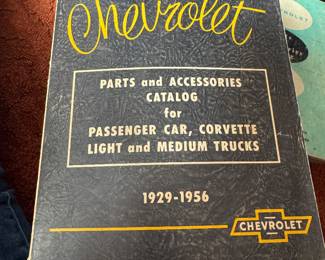 Chevrolet
PARTS and ACCESSORIES
CATALOG
for
PASSENGER CAR, CORVETTE
LIGHT and MEDIUM TRUCKS
1929-1956
CHEVROLET